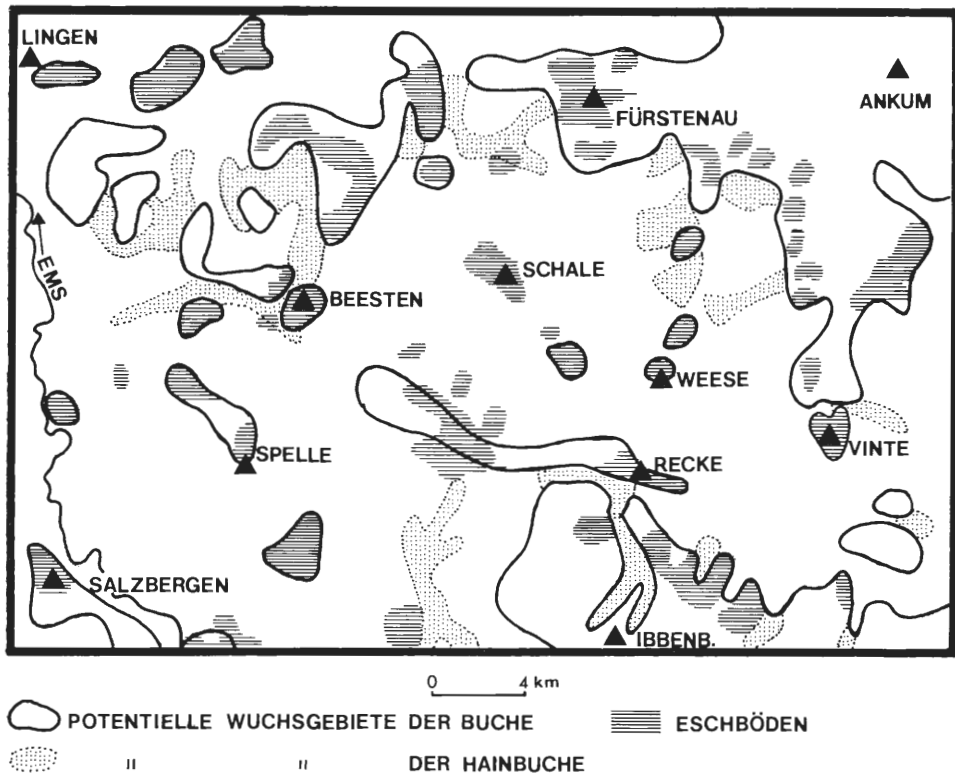 LINGEN
ANKUM
FÜRSTENAU
SCHALE
EMS
BEESTEN
WEESE
VINTE
SPELLE
RECKE
SALZBERGEN
IBBENB.
0 4 km
POTENTIELLE WUCHSGEBIETE DER BUCHE
ESCHBÖDEN
" " DER HAINBUCHE